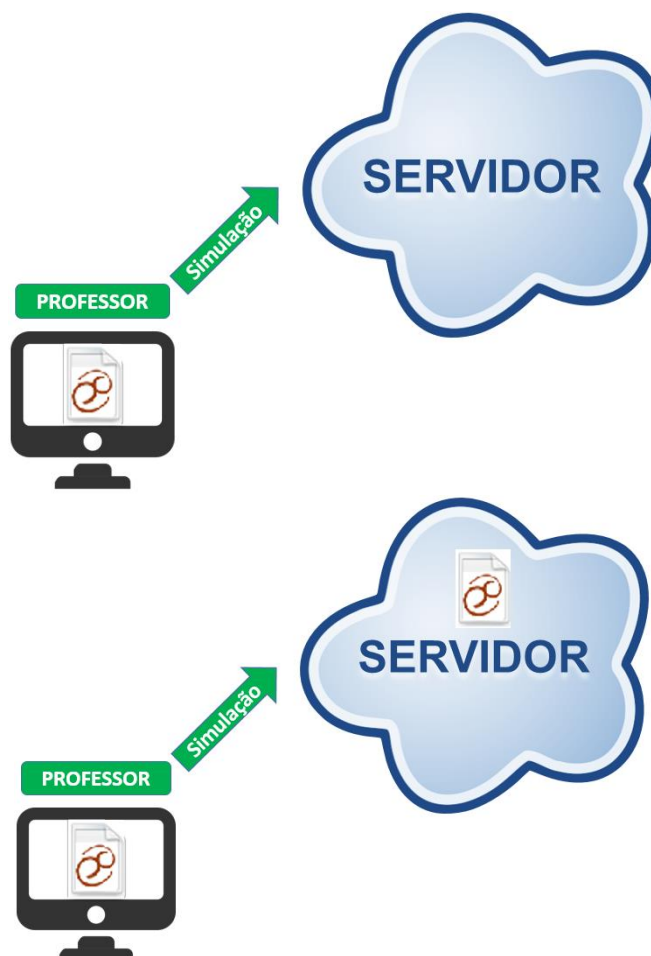 SERVIDOR
Simulação
PROFESSOR
SERVIDOR
Simulação
PROFESSOR